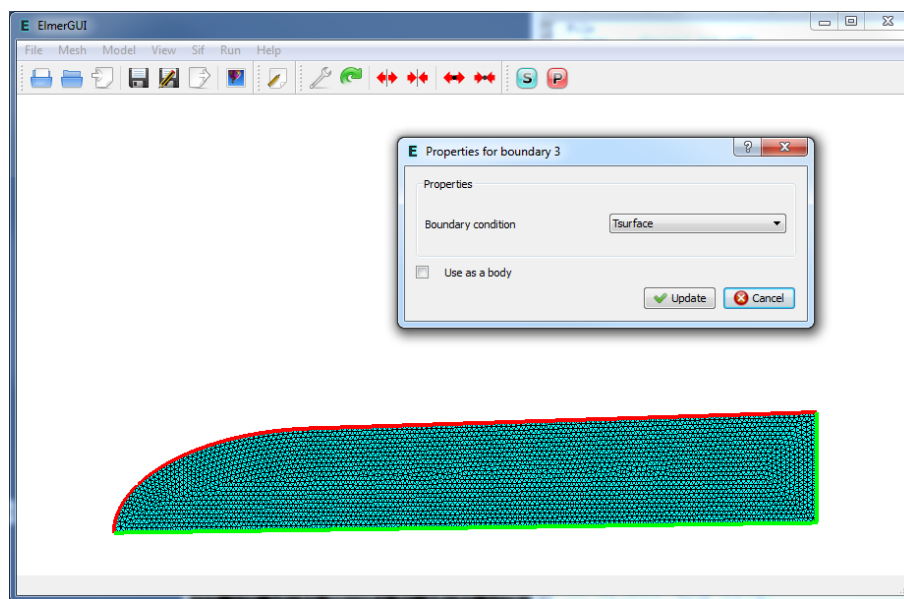 E ElmerGUI
File Mesh Model View Sif Run Help
S P
E Properties for boundary 3
?
Properties
Boundary condition Tsurface
Use as a body
Update Cancel